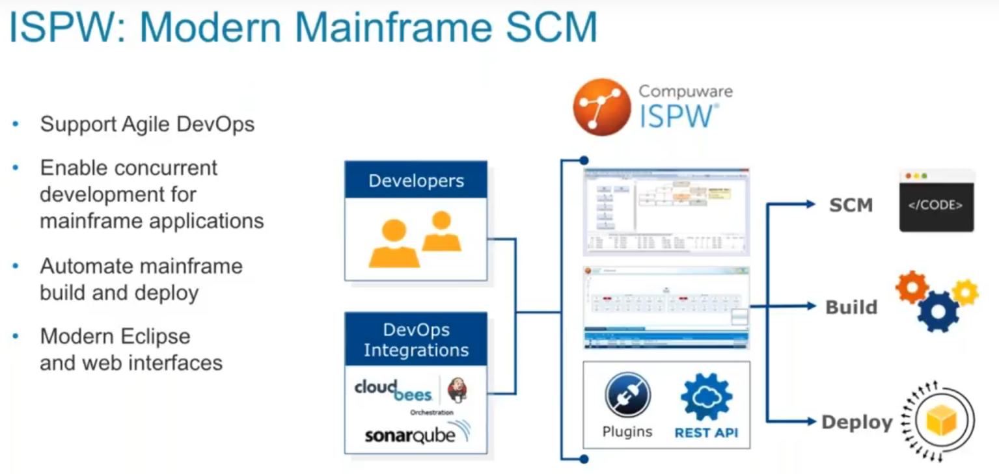 ISPW: Modern Mainframe SCM
• Support Agile DevOps
• Enable concurrent
development for
mainframe applications
• Automate mainframe
build and deploy
• Modern Eclipse
and web interfaces
Developers
DevOps
Integrations
cloudbees
Orchestration
sonarqube
Compuware
ISPW®
Plugins
REST API
SCM
</CODE>
Build
Deploy